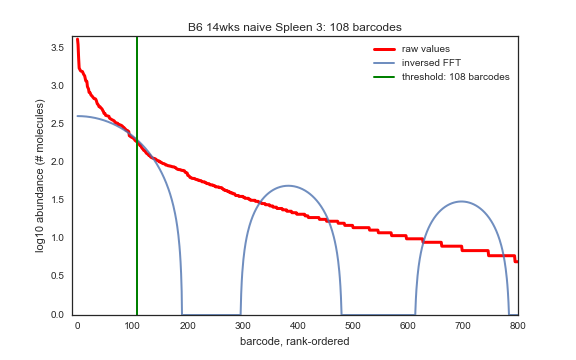 B6 14wks naive Spleen 3: 108 barcodes
raw values
inversed FFT
threshold: 108 barcodes
log10 abundance (# molecules)
3.5
3.0
2.5
2.0
1.5
1.0
0.5
0.0
0 100 200 300 400 500 600 700 800
barcode, rank-ordered